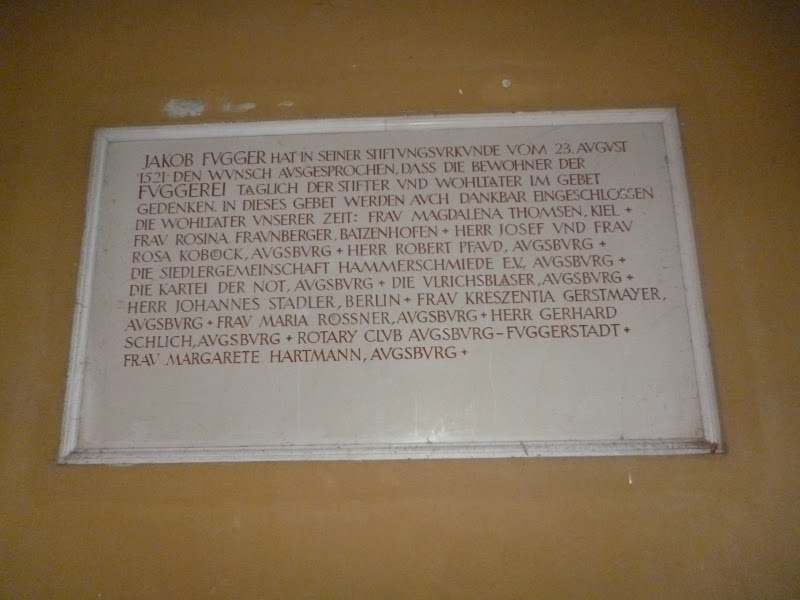 JAKOB FVGGER HAT IN SEINER STIFTVNGSVRKVNDE VOM 23. AVGVST
1521 DEN WVNSCH AVSGESPROCHEN, DASS DIE BEWOHNER DER
FVGGEREI TÄGLICH DER STIFTER VND WOHLTÄTER IM GEBET
GEDENKEN. IN DIESES GEBET WERDEN AVCH DANKBAR EINGESCHLOSSEN
DIE WOHLTÄTER VNSERER ZEIT: FRAV MAGDALENA THOMSEN, KIEL +
FRAV ROSINA FRAVNBERGER, BATZENHOFEN + HERR JOSEF VND FRAV
ROSA KOBÖCK, AVGSBVRG + HERR ROBERT PFAVD, AVGSBVRG +
DIE SIEDLERGEMEINSCHAFT HAMMERSCHMIEDE E.V., AVGSBVRG +
DIE KARTEI DER NOT, AVGSBVRG + DIE VLRICHSBLÄSER, AVGSBVRG +
HERR JOHANNES STADLER, BERLIN + FRAV KRESZENTIA GERSTMAYER,
AVGSBVRG + FRAV MARIA RÖSSNER, AVGSBVRG + HERR GERHARD
SCHLICH, AVGSBVRG + ROTARY CLVB AVGSBVRG-FVGGERSTADT +
FRAV MARGARETE HARTMANN, AVGSBVRG +